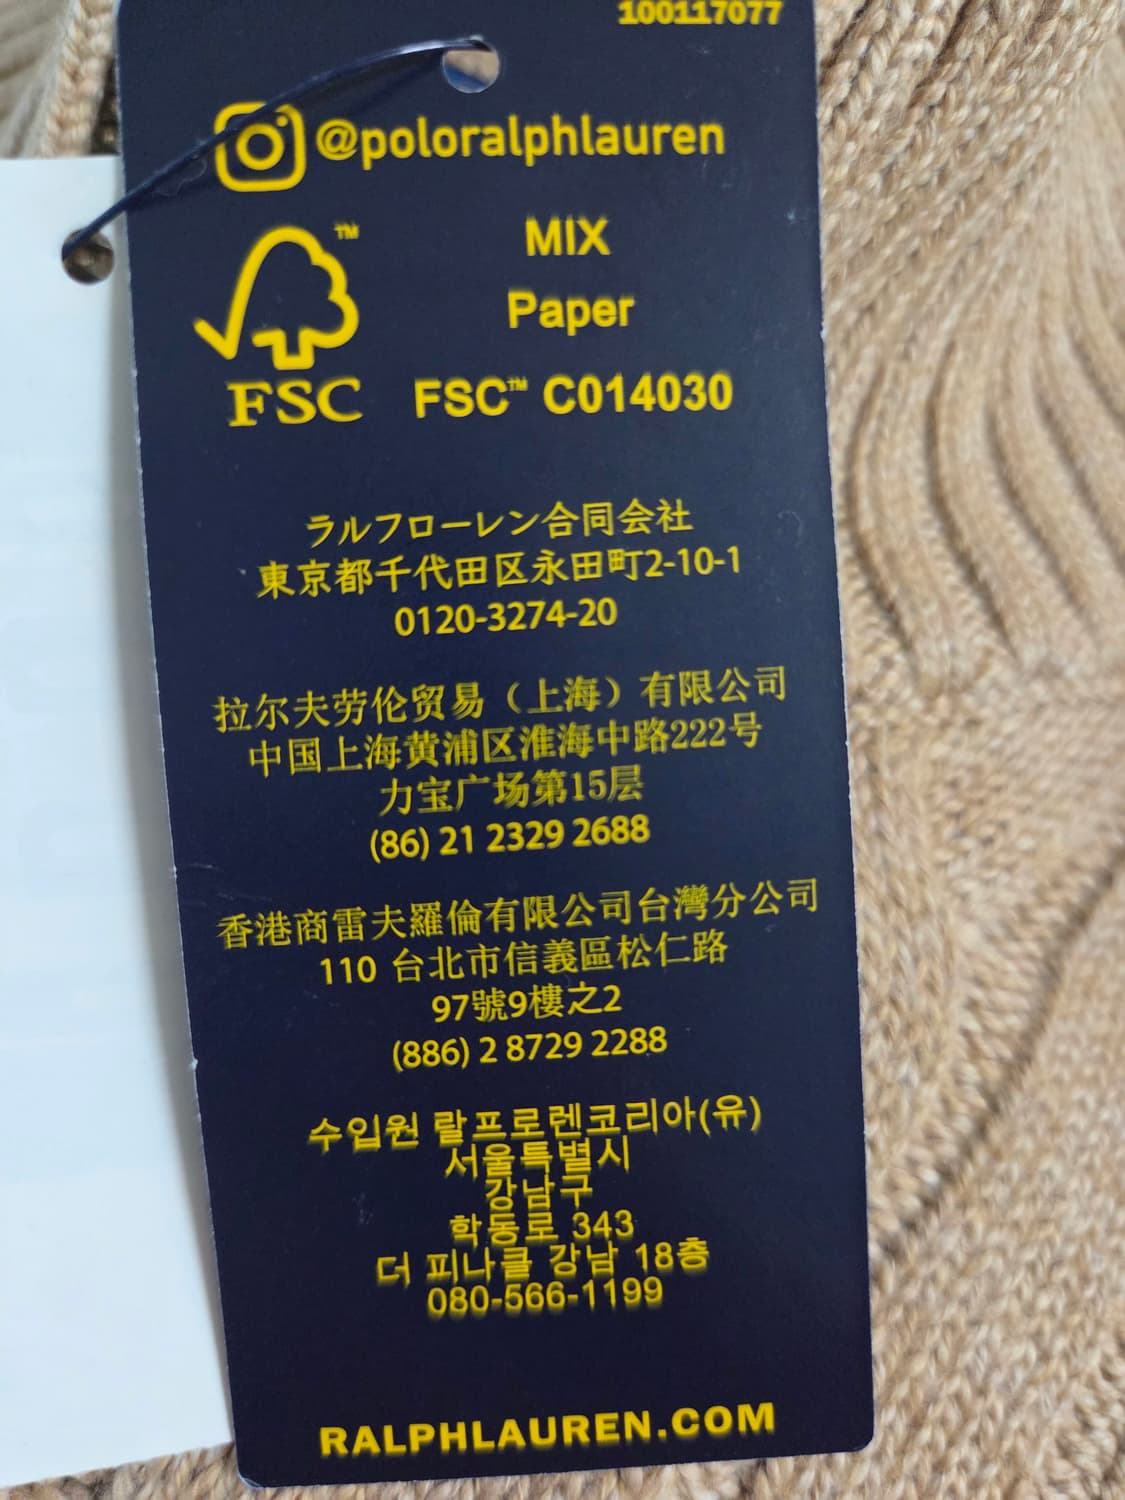 100117077
@poloralphlauren
TM
MIX
Paper
FSC
FSC™ C014030
ラルフローレン合同会社
東京都千代田区永田町2-10-1
0120-3274-20
拉尔夫劳伦贸易（上海）有限公司
中国上海黄浦区淮海中路222号
力宝广场第15层
(86) 21 2329 2688
香港商雷夫羅倫有限公司台灣分公司
110 台北市信義區松仁路
97號9樓之2
(886) 2 8729 2288
수입원 랄프로렌코리아(유)
서울특별시
강남구
학동로 343
더 피나클 강남 18층
080-566-1199
RALPHLAUREN.COM